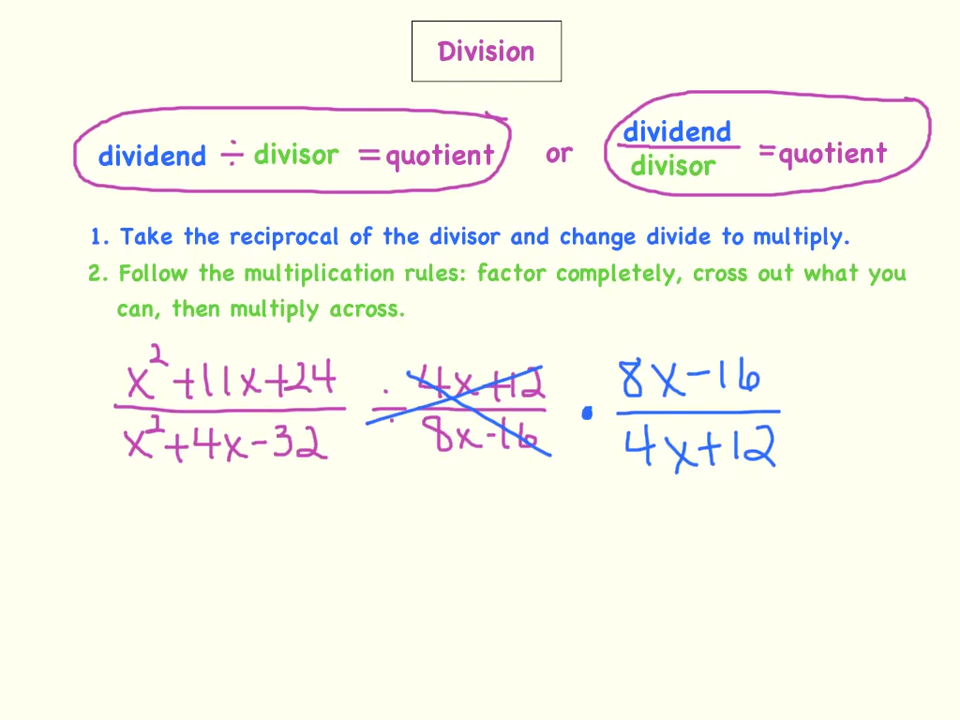 Division
dividend ÷ divisor = quotient or dividend/divisor = quotient
1. Take the reciprocal of the divisor and change divide to multiply.
2. Follow the multiplication rules: factor completely, cross out what you
can, then multiply across.
x²+11x+24 ÷ 4x+12 • 8x-16
x²+4x-32 8x-16 4x+12